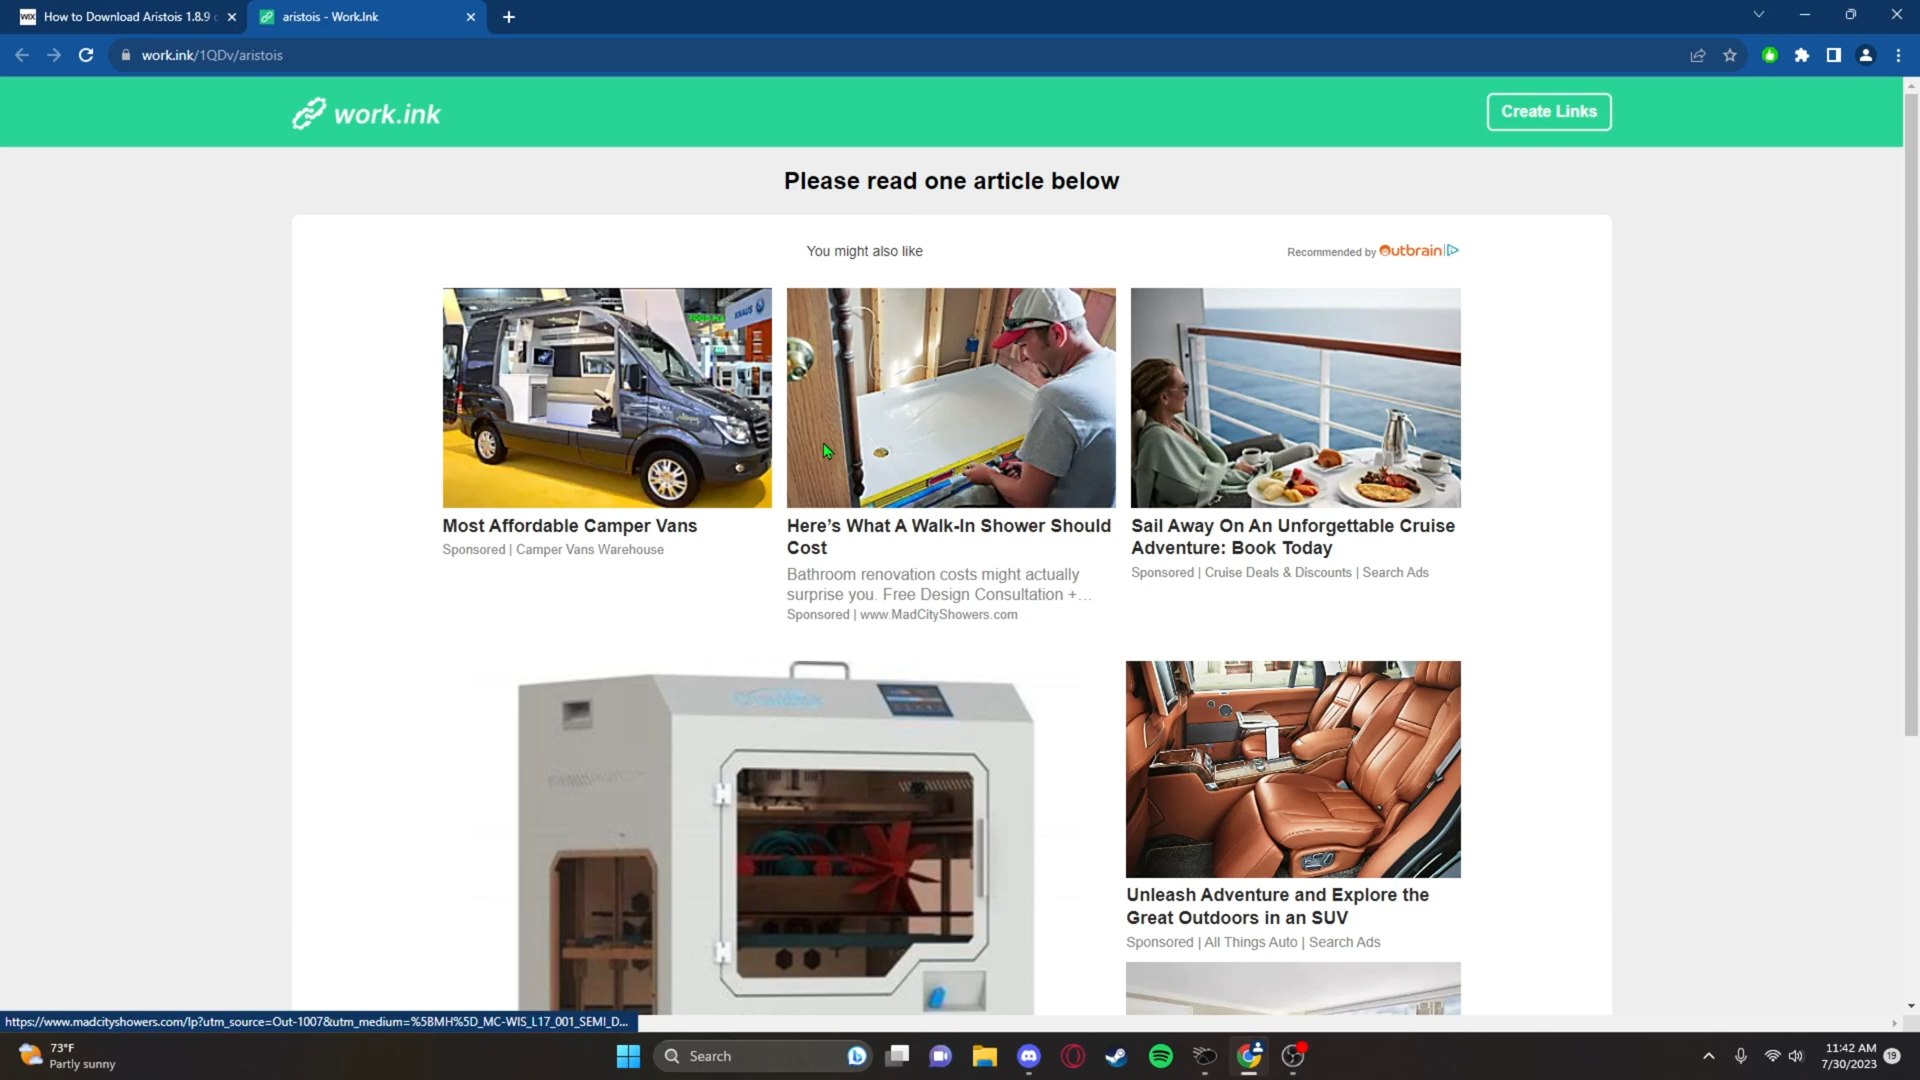 WiX How to Download Aristois 1.8.9 c
aristois - Work.Ink
work.ink/1QDv/aristois
work.ink
Create Links
Please read one article below
You might also like
Recommended by Outbrain
KNAUS
Most Affordable Camper Vans
Sponsored | Camper Vans Warehouse
Here's What A Walk-In Shower Should
Cost
Bathroom renovation costs might actually
surprise you. Free Design Consultation +...
Sponsored | www.MadCityShowers.com
Sail Away On An Unforgettable Cruise
Adventure: Book Today
Sponsored | Cruise Deals & Discounts | Search Ads
Unleash Adventure and Explore the
Great Outdoors in an SUV
Sponsored | All Things Auto | Search Ads
https://www.madcityshowers.com/lp?utm_source=Out-1007&utm_medium=%5BMH%5D_MC-WIS_L17_001_SEMI_D...
73°F
Partly sunny
Search
11:42 AM
7/30/2023
19